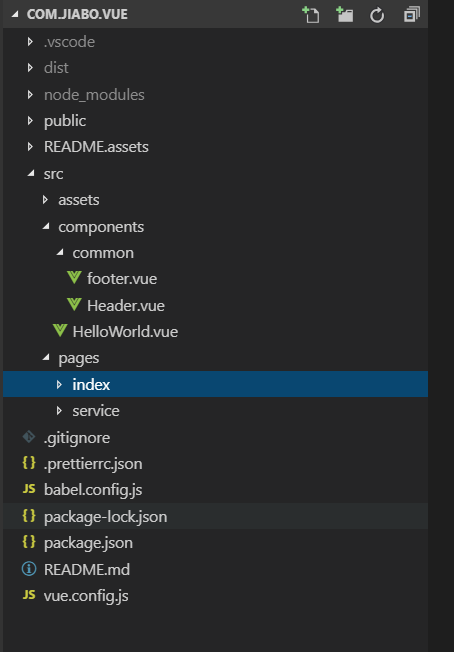 COM.JIABO.VUE
.vscode
dist
node_modules
public
README.assets
src
assets
components
common
footer.vue
Header.vue
HelloWorld.vue
pages
index
service
.gitignore
{} .prettierrc.json
JS babel.config.js
{} package-lock.json
{} package.json
README.md
JS vue.config.js